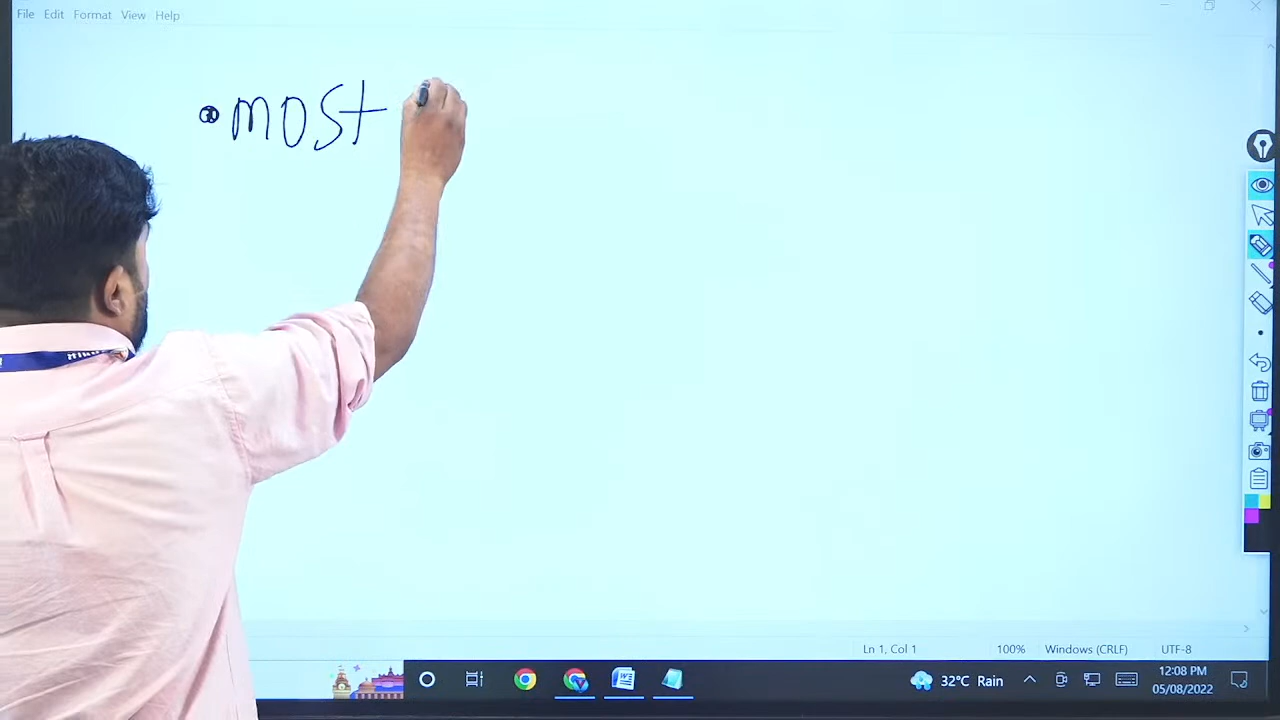 File Edit Format View Help
• most
Ln 1, Col 1 100% Windows (CRLF) UTF-8
32°C Rain 12:08 PM
05/08/2022